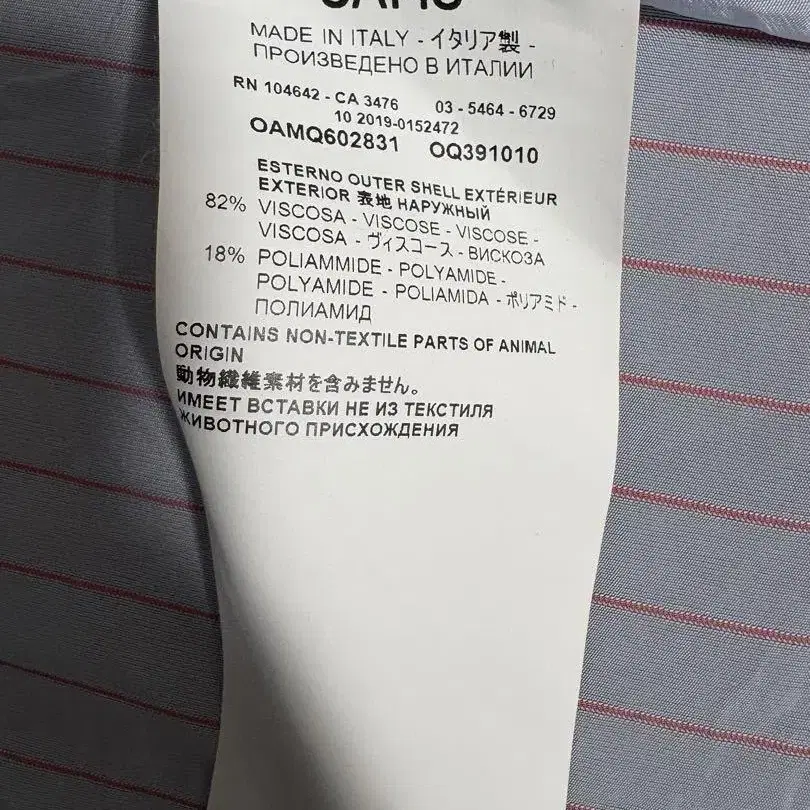 MADE IN ITALY - イタリア製 -
ПРОИЗВЕДЕНО В ИТАЛИИ
RN 104642 - CA 3476 03 - 5464 - 6729
10 2019-0152472
OAMQ602831 OQ391010
ESTERNO OUTER SHELL EXTÉRIEUR
EXTERIOR 表地 НАРУЖНЫЙ
82% VISCOSA - VISCOSE - VISCOSE -
VISCOSA - ヴィスコース - ВИСКОЗА
18% POLIAMMIDE - POLYAMIDE -
POLYAMIDE - POLIAMIDA - ポリアミド -
ПОЛИАМИД
CONTAINS NON-TEXTILE PARTS OF ANIMAL
ORIGIN
動物繊維素材を含みません。
ИМЕЕТ ВСТАВКИ НЕ ИЗ ТЕКСТИЛЯ
ЖИВОТНОГО ПРИСХОЖДЕНИЯ